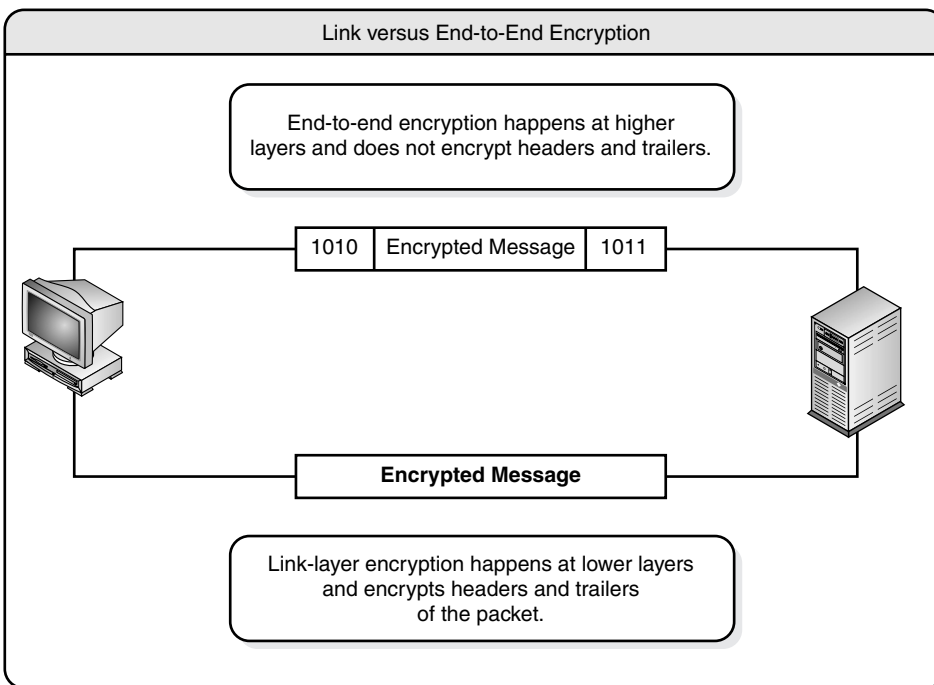 Link versus End-to-End Encryption
End-to-end encryption happens at higher
layers and does not encrypt headers and trailers.
1010 Encrypted Message 1011
Encrypted Message
Link-layer encryption happens at lower layers
and encrypts headers and trailers
of the packet.